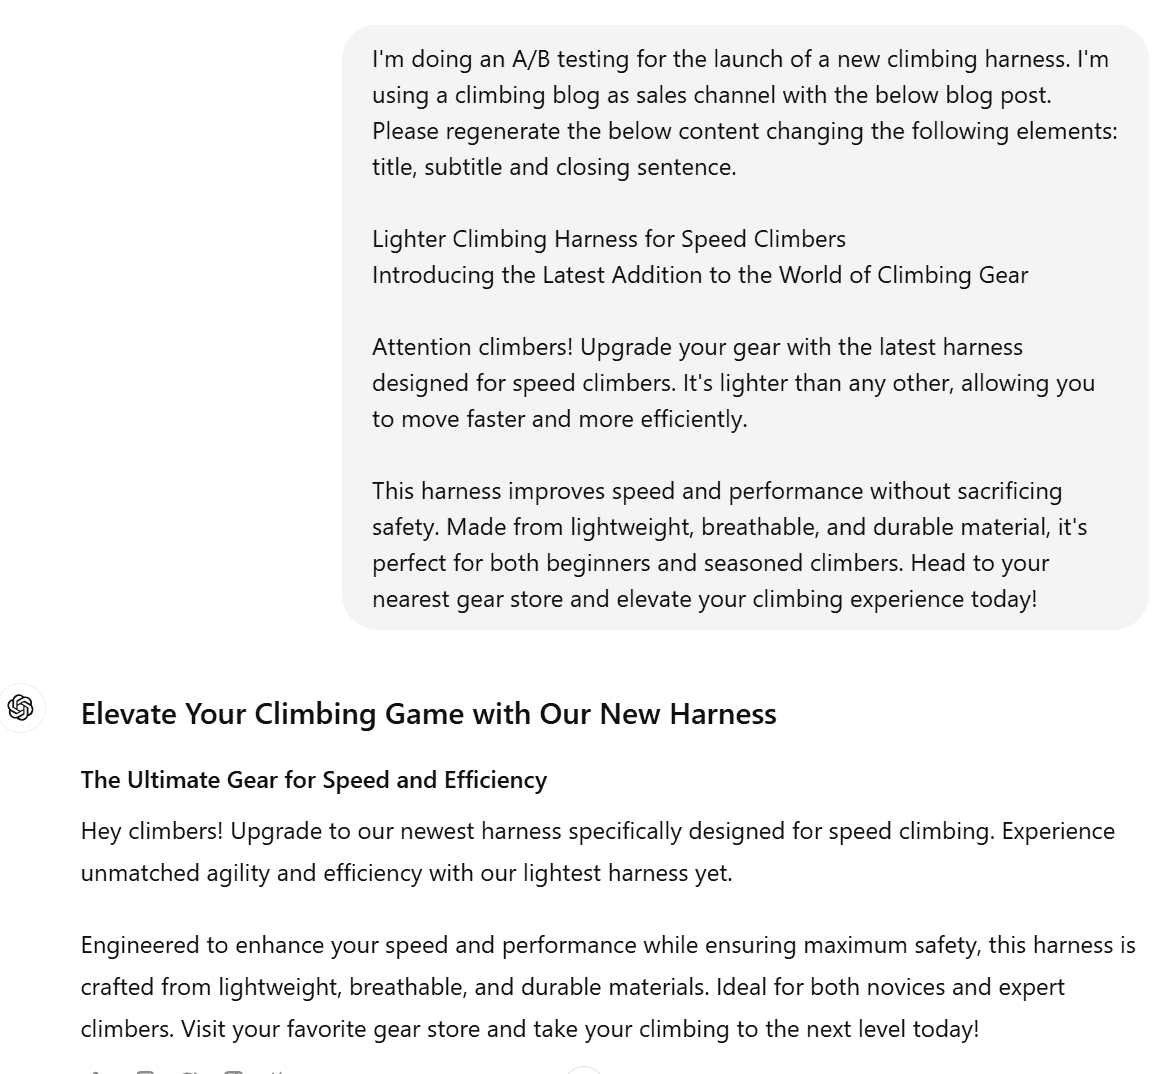 I'm doing an A/B testing for the launch of a new climbing harness. I'm
using a climbing blog as sales channel with the below blog post.
Please regenerate the below content changing the following elements:
title, subtitle and closing sentence.
Lighter Climbing Harness for Speed Climbers
Introducing the Latest Addition to the World of Climbing Gear
Attention climbers! Upgrade your gear with the latest harness
designed for speed climbers. It's lighter than any other, allowing you
to move faster and more efficiently.
This harness improves speed and performance without sacrificing
safety. Made from lightweight, breathable, and durable material, it's
perfect for both beginners and seasoned climbers. Head to your
nearest gear store and elevate your climbing experience today!
Elevate Your Climbing Game with Our New Harness
The Ultimate Gear for Speed and Efficiency
Hey climbers! Upgrade to our newest harness specifically designed for speed climbing. Experience
unmatched agility and efficiency with our lightest harness yet.
Engineered to enhance your speed and performance while ensuring maximum safety, this harness is
crafted from lightweight, breathable, and durable materials. Ideal for both novices and expert
climbers. Visit your favorite gear store and take your climbing to the next level today!